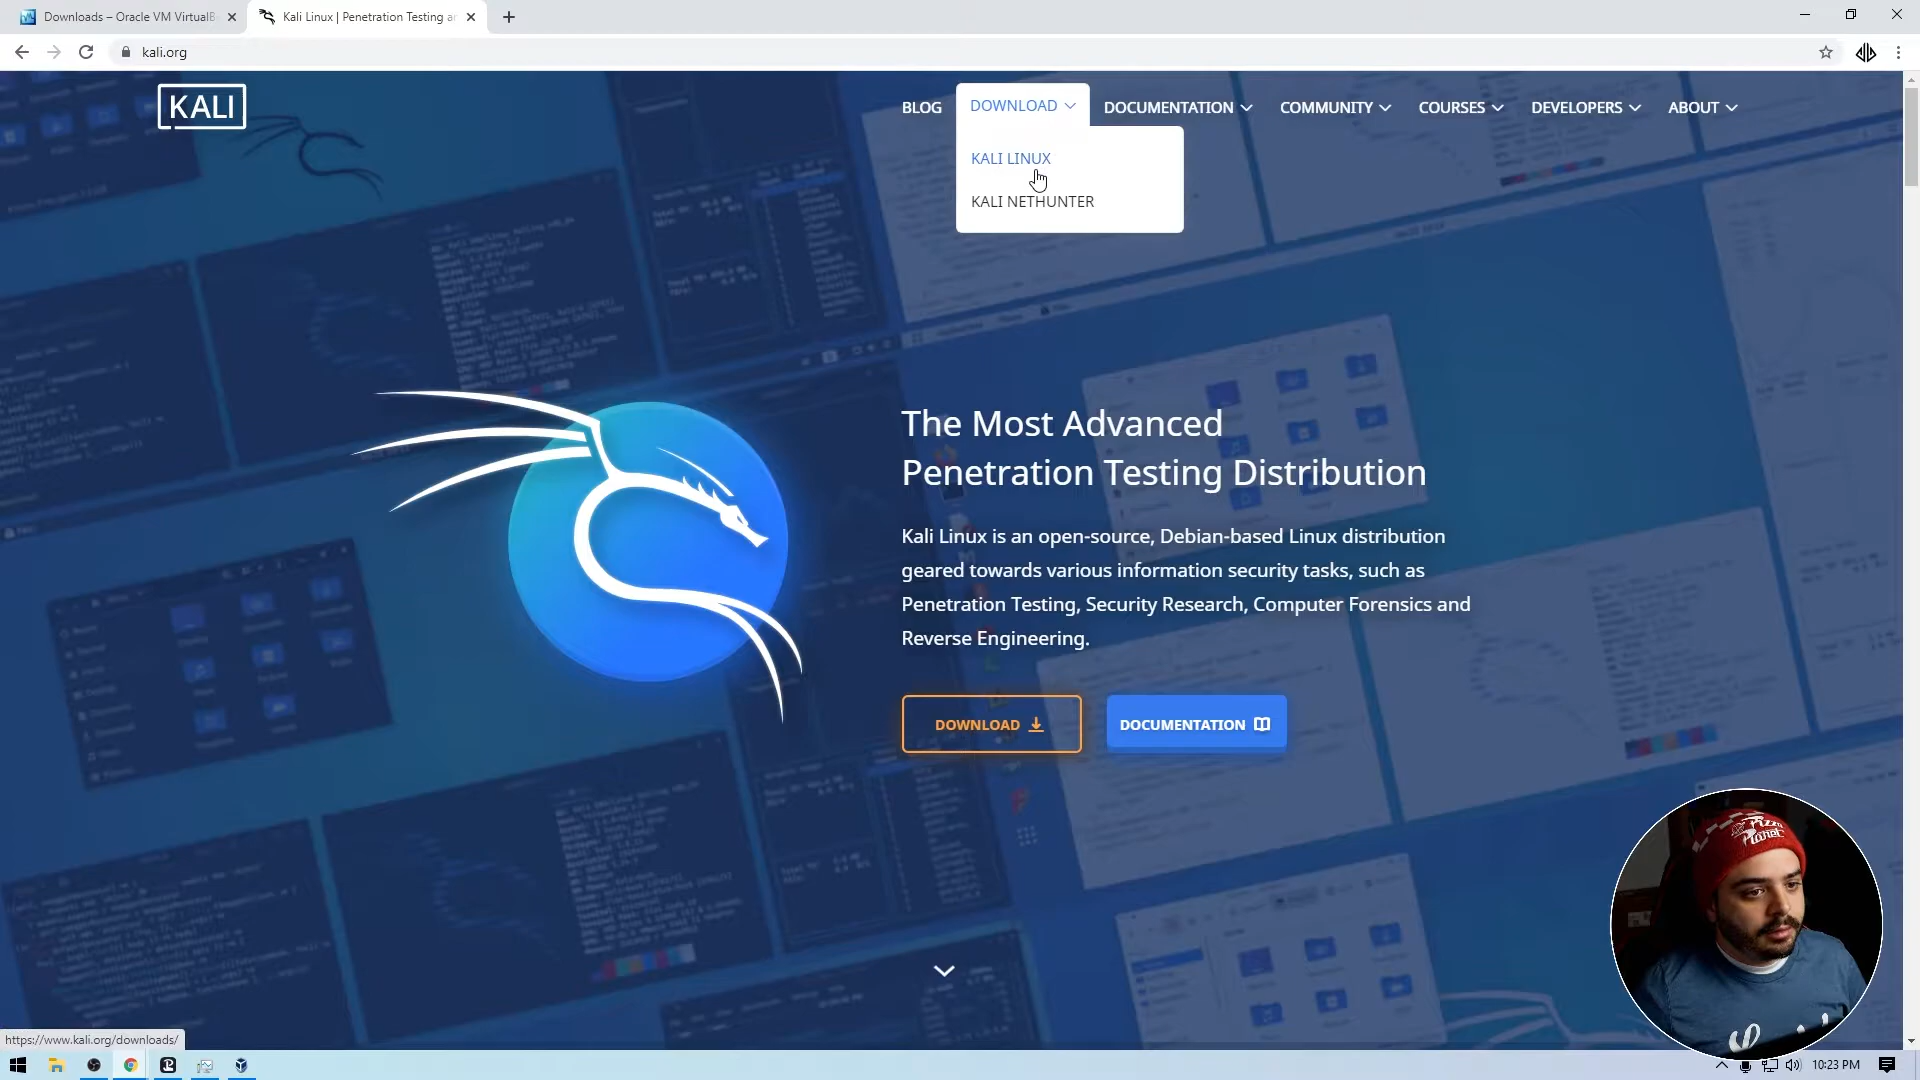 Downloads – Oracle VM VirtualB
Kali Linux | Penetration Testing an
kali.org
KALI
BLOG
DOWNLOAD
DOCUMENTATION
COMMUNITY
COURSES
DEVELOPERS
ABOUT
KALI LINUX
KALI NETHUNTER
The Most Advanced
Penetration Testing Distribution
Kali Linux is an open-source, Debian-based Linux distribution
geared towards various information security tasks, such as
Penetration Testing, Security Research, Computer Forensics and
Reverse Engineering.
DOWNLOAD
DOCUMENTATION
Pizza
Planet
https://www.kali.org/downloads/
10:23 PM